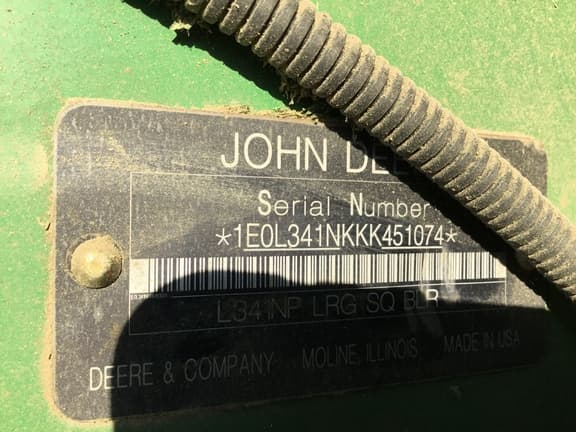 JOHN DEE
Serial Number
*1E0L341NKKK451074*
L341NP LRG SQ BLR
DEERE & COMPANY MOLINE, ILLINOIS MADE IN USA